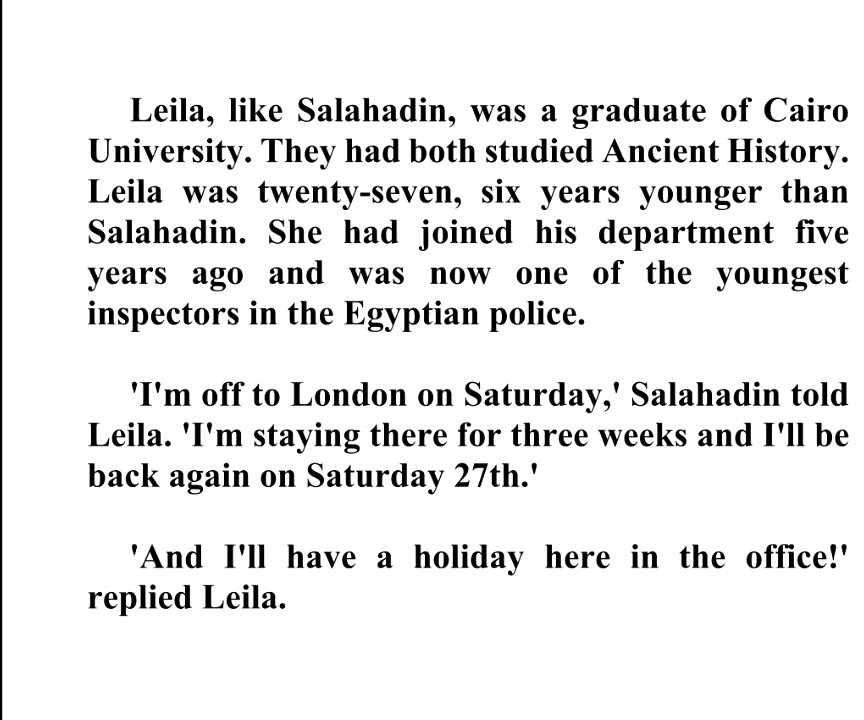 Leila, like Salahadin, was a graduate of Cairo
University. They had both studied Ancient History.
Leila was twenty-seven, six years younger than
Salahadin. She had joined his department five
years ago and was now one of the youngest
inspectors in the Egyptian police.
'I'm off to London on Saturday,' Salahadin told
Leila. 'I'm staying there for three weeks and I'll be
back again on Saturday 27th.'
'And I'll have a holiday here in the office!'
replied Leila.